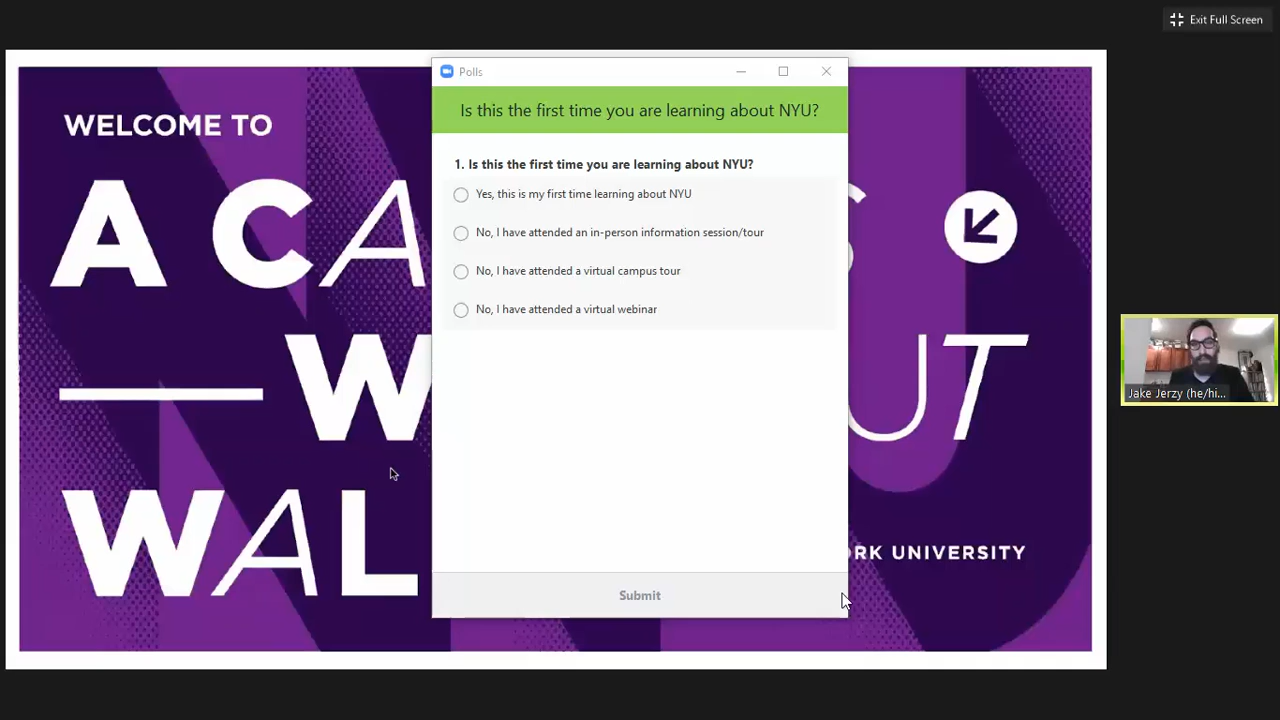 Exit Full Screen
Polls
Is this the first time you are learning about NYU?
1. Is this the first time you are learning about NYU?
Yes, this is my first time learning about NYU
No, I have attended an in-person information session/tour
No, I have attended a virtual campus tour
No, I have attended a virtual webinar
Submit
WELCOME TO
ACA
W UT
WAL
RK UNIVERSITY
Jake Jerzy (he/hi...